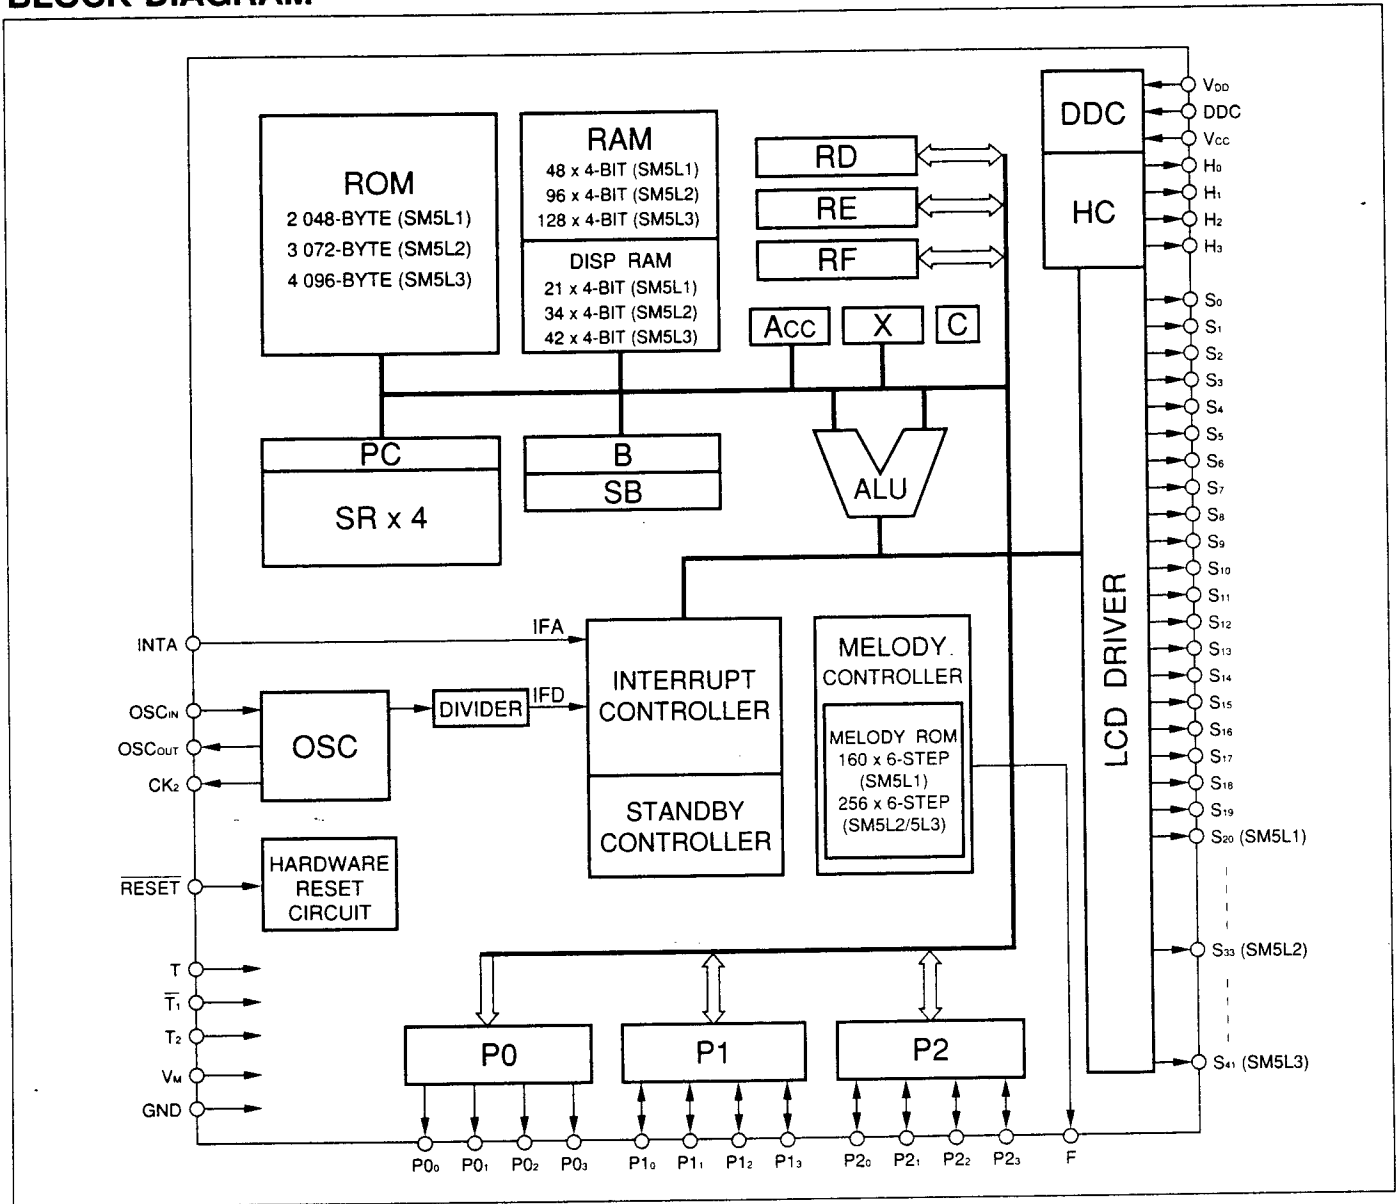 BLOCK DIAGRAM
ROM
2 048-BYTE (SM5L1)
3 072-BYTE (SM5L2)
4 096-BYTE (SM5L3)
RAM
48 x 4-BIT (SM5L1)
96 x 4-BIT (SM5L2)
128 x 4-BIT (SM5L3)
DISP RAM
21 x 4-BIT (SM5L1)
34 x 4-BIT (SM5L2)
42 x 4-BIT (SM5L3)
RD
RE
RF
ACC
X
C
DDC
HC
VDD
DDC
VCC
H0
H1
H2
H3
S0
S1
S2
S3
S4
S5
S6
S7
S8
S9
S10
S11
S12
S13
S14
S15
S16
S17
S18
S19
S20 (SM5L1)
S33 (SM5L2)
S41 (SM5L3)
LCD DRIVER
PC
SR x 4
B
SB
ALU
INTA
IFA
OSCIN
OSCOUT
CK2
OSC
DIVIDER
IFD
INTERRUPT
CONTROLLER
STANDBY
CONTROLLER
MELODY
CONTROLLER
MELODY ROM
160 x 6-STEP
(SM5L1)
256 x 6-STEP
(SM5L2/5L3)
RESET
HARDWARE
RESET
CIRCUIT
T
T1
T2
VM
GND
P0
P1
P2
P00
P01
P02
P03
P10
P11
P12
P13
P20
P21
P22
P23
F